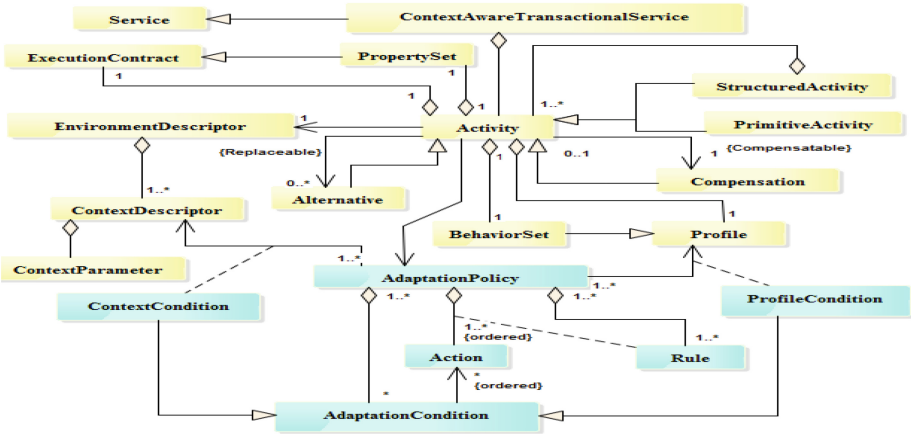 Service
ContextAwareTransactionalService
ExecutionContract
PropertySet
1
1
1
1
1..*
StructuredActivity
EnvironmentDescriptor
1
Activity
PrimitiveActivity
{Replaceable}
1
0..1
1
{Compensatable}
0..*
1..*
Alternative
Compensation
ContextDescriptor
1
1
BehaviorSet
Profile
ContextParameter
1..*
AdaptationPolicy
1..*
ContextCondition
1..*
1..*
ProfileCondition
1..*
{ordered}
1..*
Action
Rule
*
{ordered}
*
AdaptationCondition